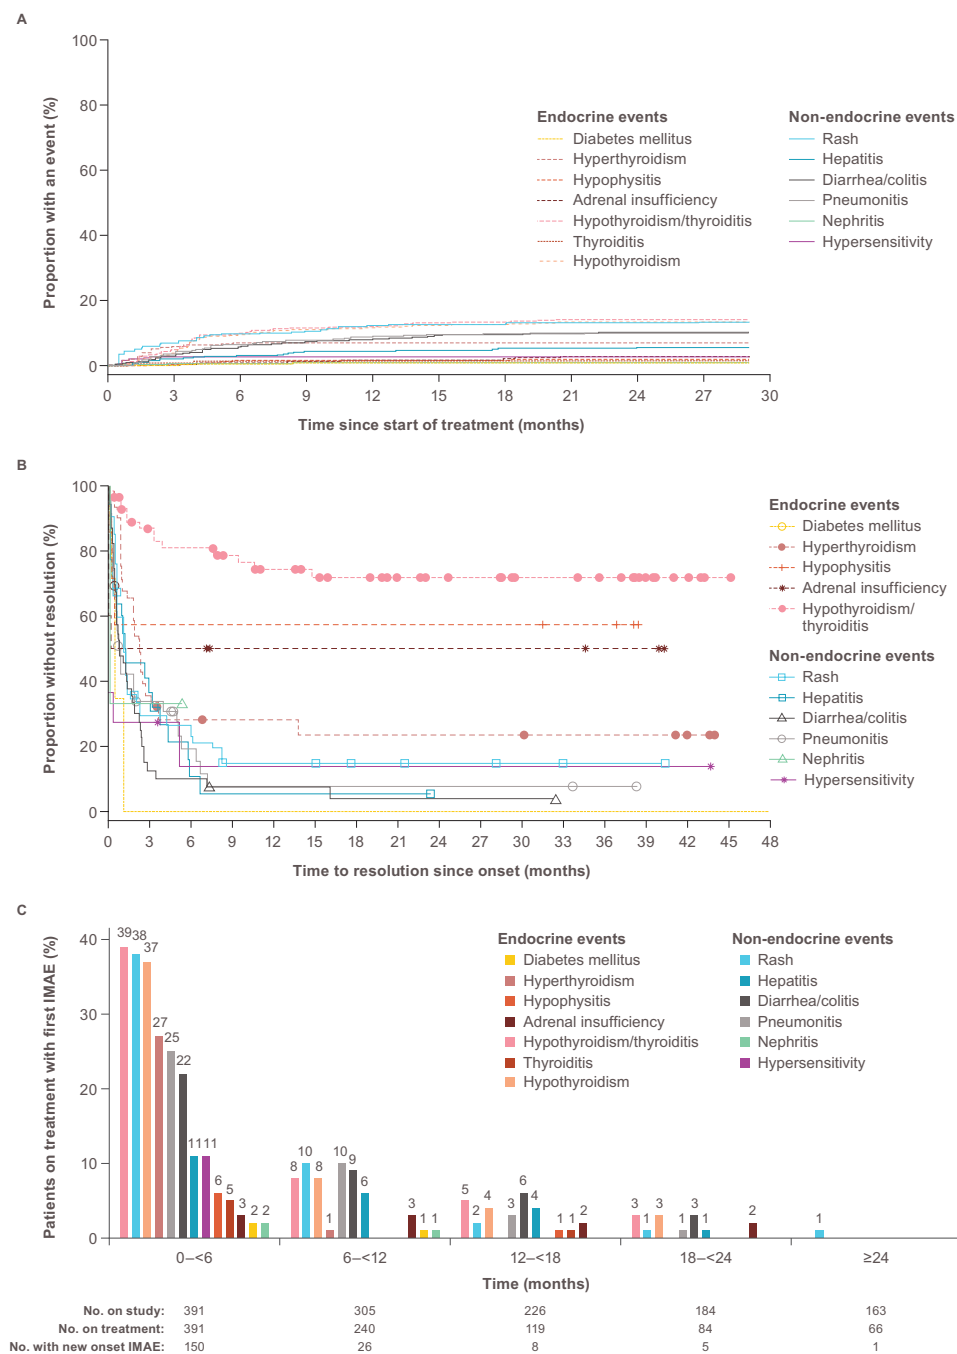 A
100
80
60
40
20
0
Proportion with an event (%)
0 3 6 9 12 15 18 21 24 27 30
Time since start of treatment (months)
Endocrine events
Diabetes mellitus
Hyperthyroidism
Hypophysitis
Adrenal insufficiency
Hypothyroidism/thyroiditis
Thyroiditis
Hypothyroidism
Non-endocrine events
Rash
Hepatitis
Diarrhea/colitis
Pneumonitis
Nephritis
Hypersensitivity
B
100
80
60
40
20
0
Proportion without resolution (%)
0 3 6 9 12 15 18 21 24 27 30 33 36 39 42 45 48
Time to resolution since onset (months)
Endocrine events
Diabetes mellitus
Hyperthyroidism
Hypophysitis
Adrenal insufficiency
Hypothyroidism/
thyroiditis
Non-endocrine events
Rash
Hepatitis
Diarrhea/colitis
Pneumonitis
Nephritis
Hypersensitivity
C
40
30
20
10
0
Patients on treatment with first IMAE (%)
39 38 37 27 25 22 11 11 6 5 3 2 2
8 10 8 1 10 9 6 3 1 1
5 2 4 3 6 4 1 1 2
3 1 3 1 3 1 2
1
Endocrine events
Diabetes mellitus
Hyperthyroidism
Hypophysitis
Adrenal insufficiency
Hypothyroidism/thyroiditis
Thyroiditis
Hypothyroidism
Non-endocrine events
Rash
Hepatitis
Diarrhea/colitis
Pneumonitis
Nephritis
Hypersensitivity
0–<6 6–<12 12–<18 18–<24 ≥24
Time (months)
No. on study: 391 305 226 184 163
No. on treatment: 391 240 119 84 66
No. with new onset IMAE: 150 26 8 5 1